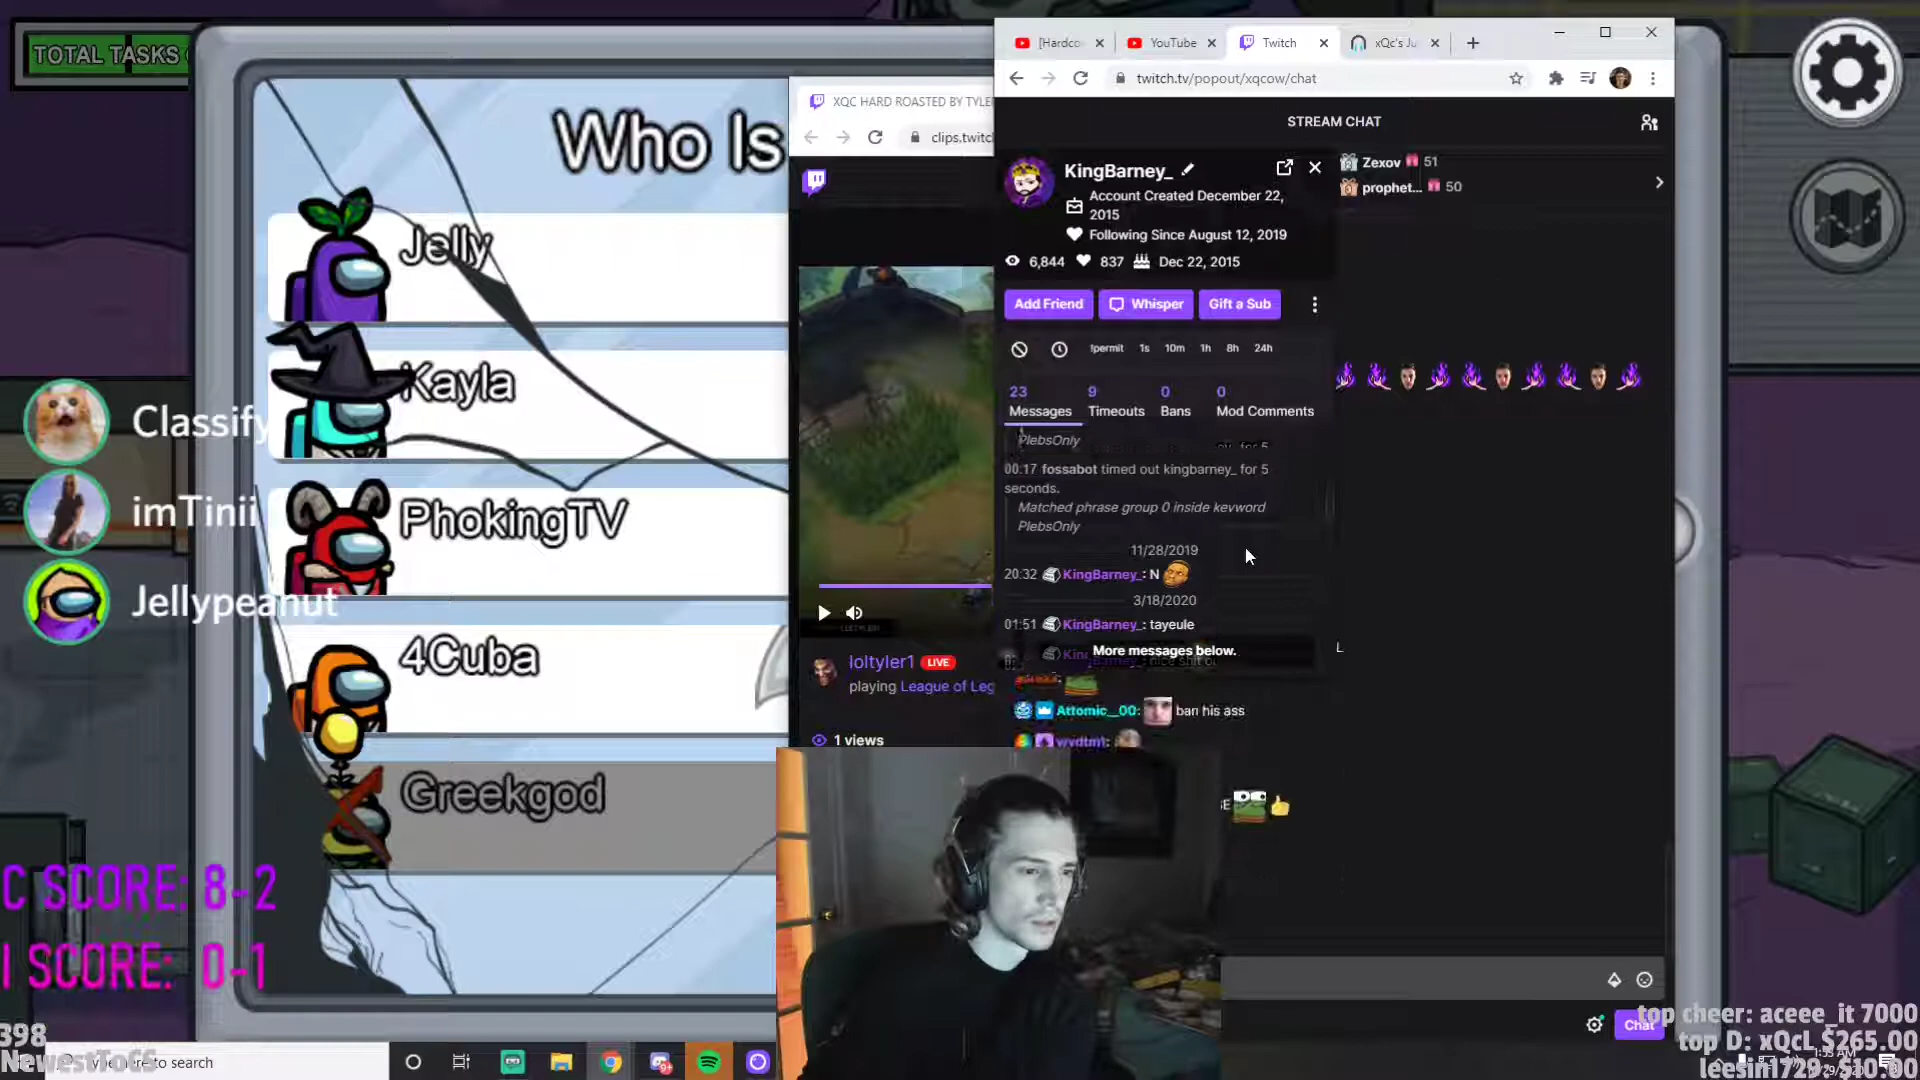 TOTAL TASKS
Who Is
Jelly
Kayla
PhokingTV
4Cuba
Greekgod
Classify
imTinii
Jellypeanut
C SCORE: 8-2
I SCORE: 0-1
398
NewestToCS
here to search
XQC HARD ROASTED BY TYLE
clips.twitc
loltyler1 LIVE
playing League of Leg
1 views
[Hardco
YouTube
Twitch
xQc's Ju
twitch.tv/popout/xqcow/chat
STREAM CHAT
KingBarney_
Account Created December 22,
2015
Following Since August 12, 2019
6,844 837 Dec 22, 2015
Zexov 51
prophet... 50
Add Friend Whisper Gift a Sub
!permit 1s 10m 1h 8h 24h
23 9 0 0
Messages Timeouts Bans Mod Comments
PlebsOnly
00:17 fossabot timed out kingbarney_ for 5
seconds.
Matched phrase group 0 inside keyword
PlebsOnly
11/28/2019
20:32 KingBarney_: N
3/18/2020
01:51 KingBarney_: tayeule
More messages below.
L
Attomic__00: ban his ass
wydtmt:
Chat
top cheer: aceee_it 7000
top D: xQcL $265.00
leesin1729: $10.00